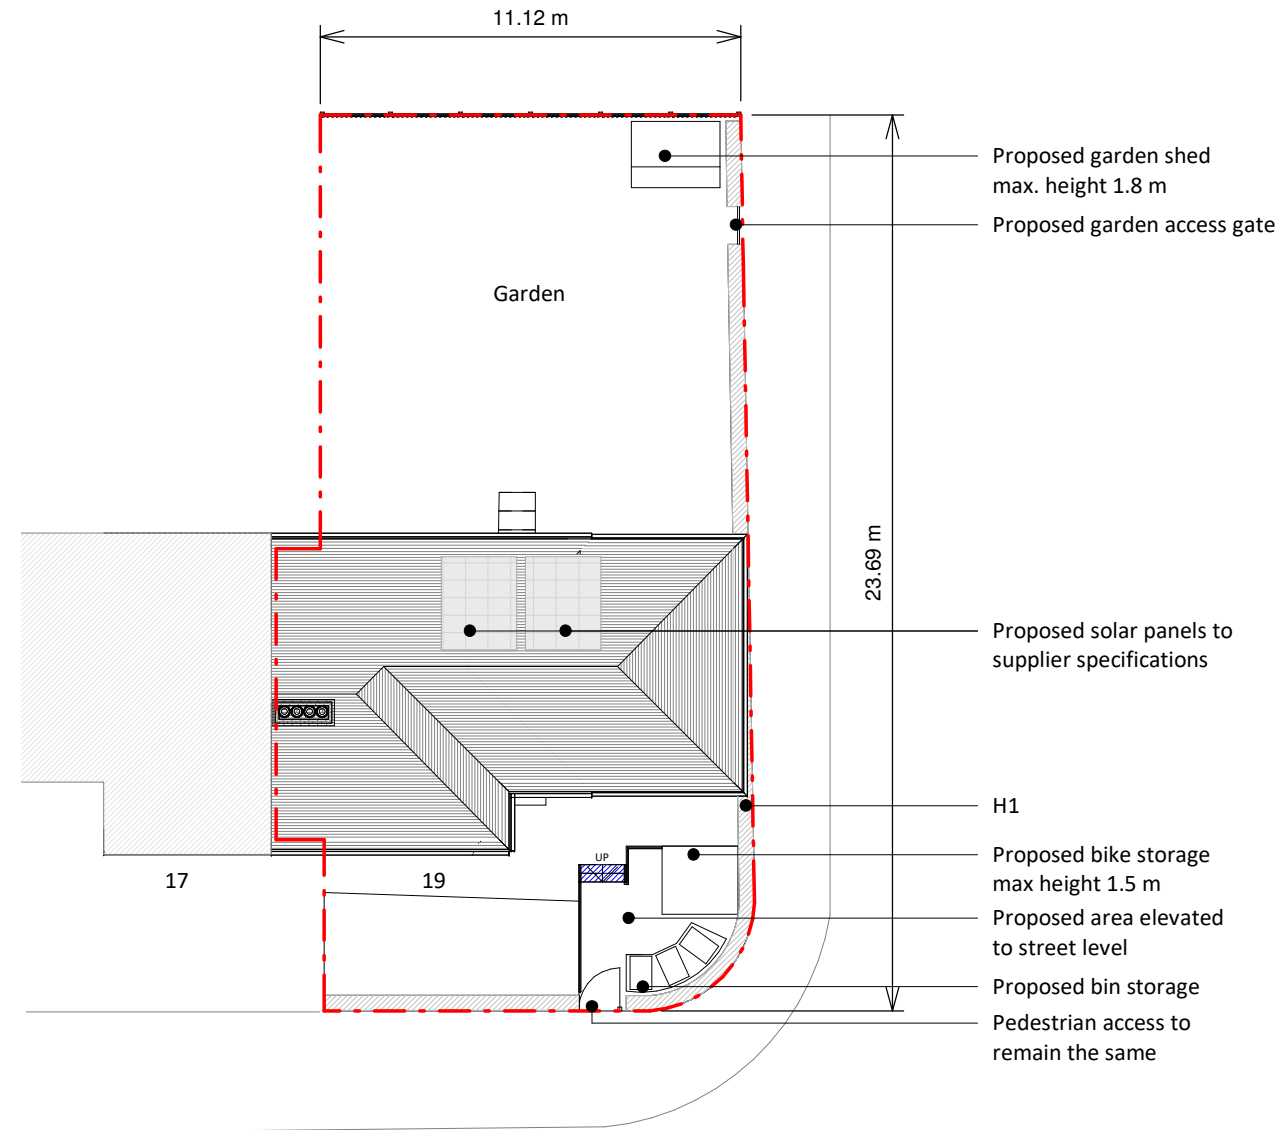 11.12 m
Proposed garden shed
max. height 1.8 m
Proposed garden access gate
Garden
23.69 m
Proposed solar panels to
supplier specifications
H1
Proposed bike storage
max height 1.5 m
UP
17
19
Proposed area elevated
to street level
Proposed bin storage
Pedestrian access to
remain the same